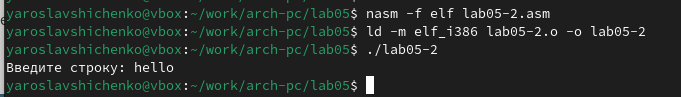 yaroslavshichenko@vbox:~/work/arch-pc/lab05$ nasm -f elf lab05-2.asm
yaroslavshichenko@vbox:~/work/arch-pc/lab05$ ld -m elf_i386 lab05-2.o -o lab05-2
yaroslavshichenko@vbox:~/work/arch-pc/lab05$ ./lab05-2
Введите строку: hello
yaroslavshichenko@vbox:~/work/arch-pc/lab05$